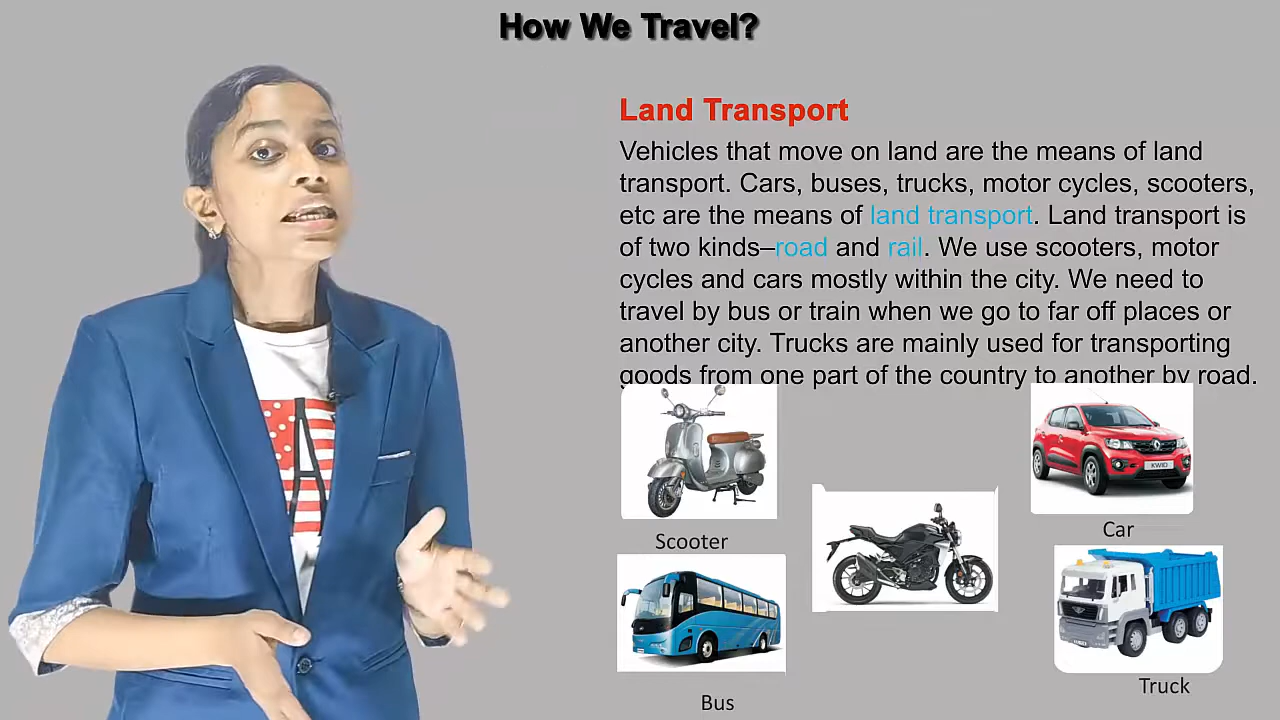 How We Travel?
Land Transport
Vehicles that move on land are the means of land
transport. Cars, buses, trucks, motor cycles, scooters,
etc are the means of land transport. Land transport is
of two kinds–road and rail. We use scooters, motor
cycles and cars mostly within the city. We need to
travel by bus or train when we go to far off places or
another city. Trucks are mainly used for transporting
goods from one part of the country to another by road.
KWID
Scooter
Car
Bus
Truck